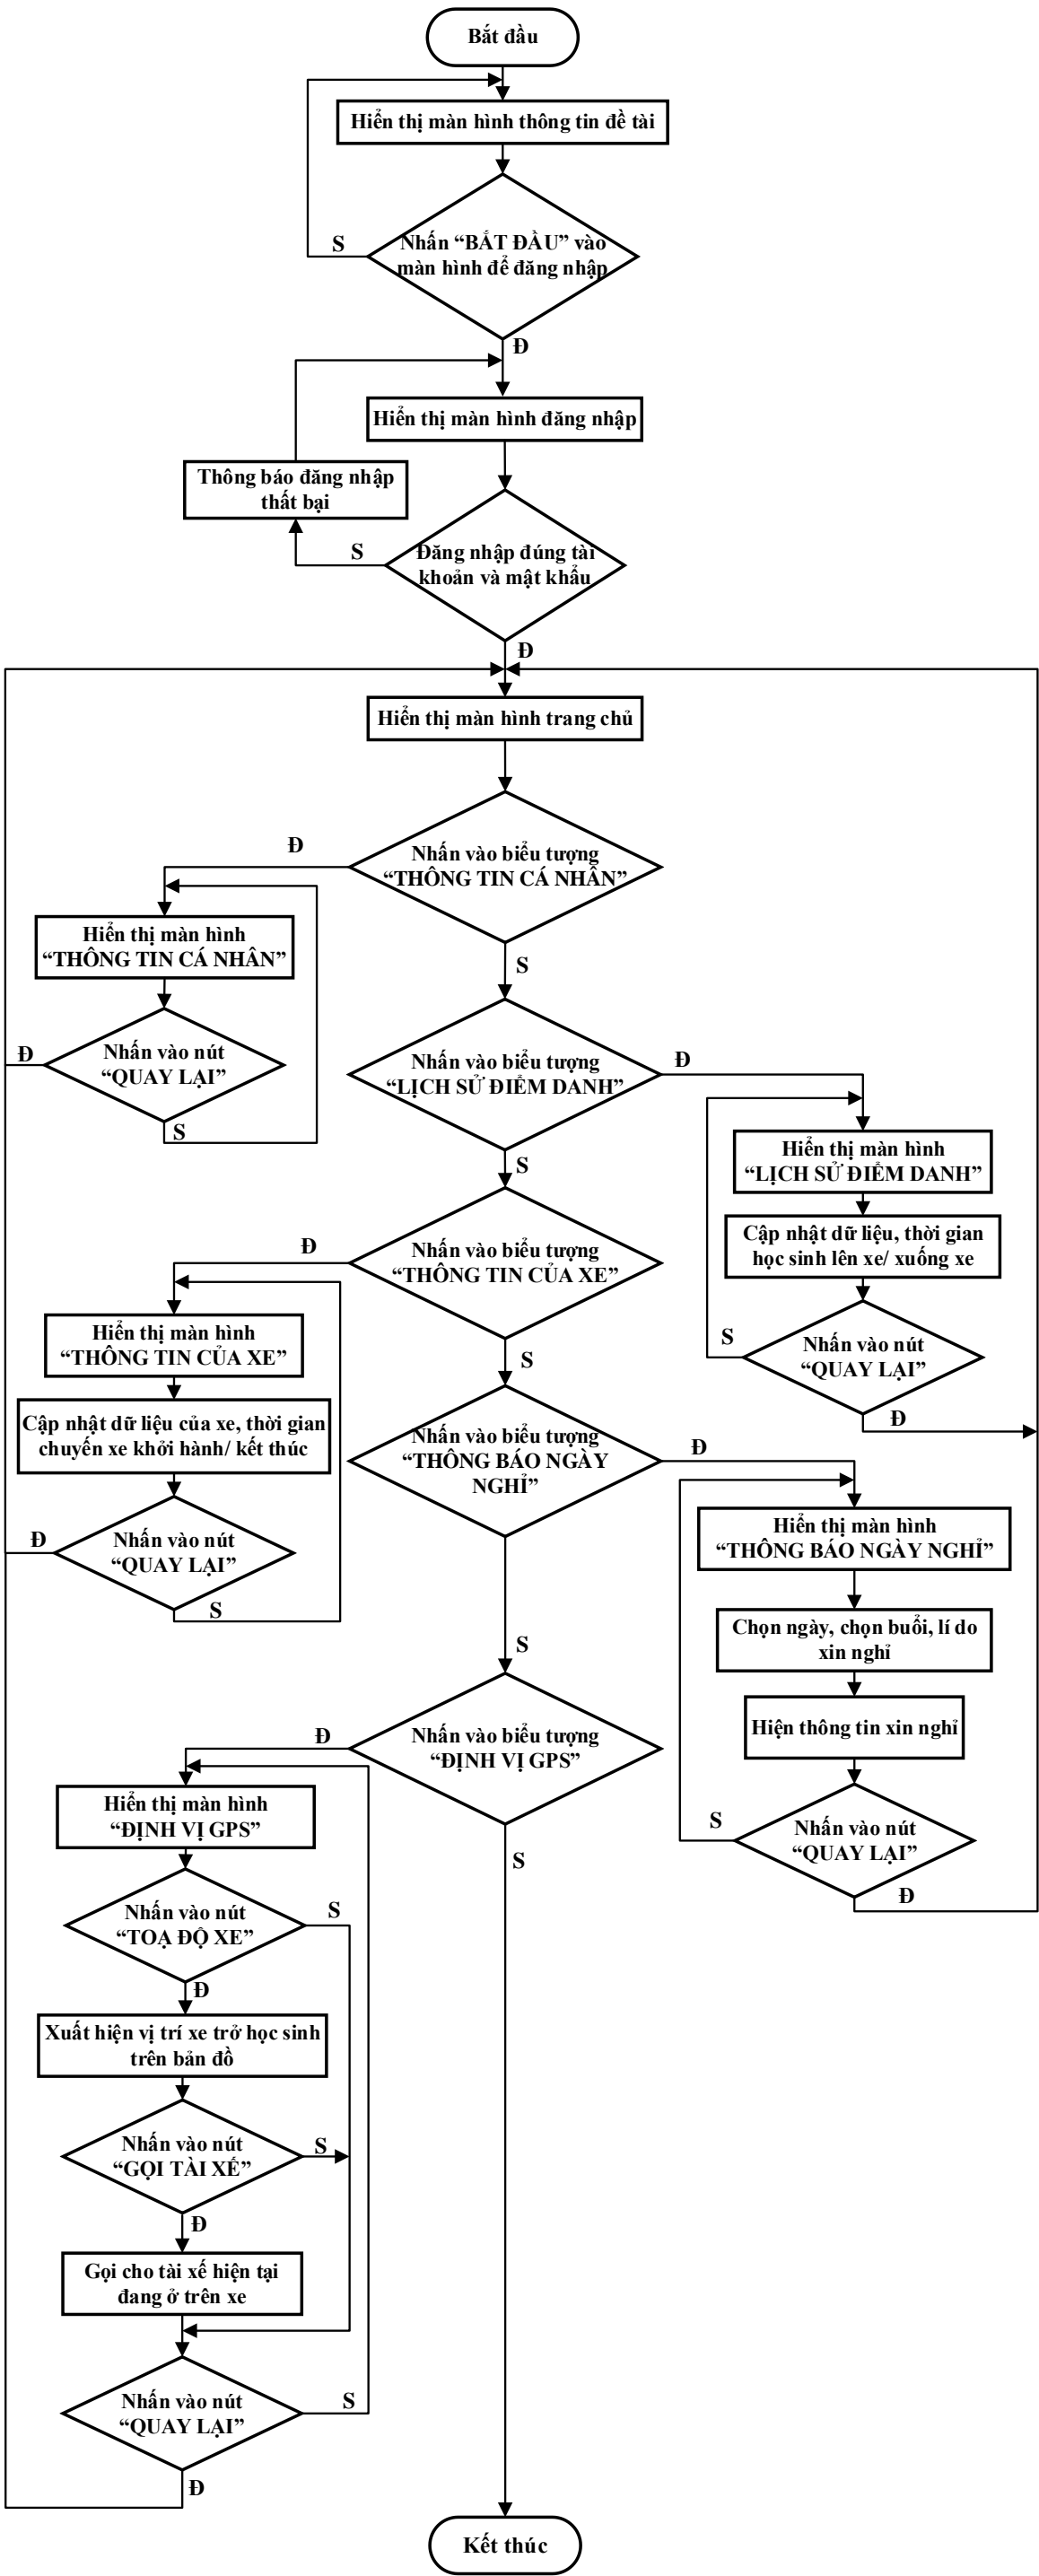 Bắt đầu
Hiển thị màn hình thông tin đề tài
S
Nhấn “BẮT ĐẦU” vào
màn hình để đăng nhập
Đ
Hiển thị màn hình đăng nhập
Thông báo đăng nhập
thất bại
S
Đăng nhập đúng tài
khoản và mật khẩu
Đ
Hiển thị màn hình trang chủ
Đ
Nhấn vào biểu tượng
“THÔNG TIN CÁ NHÂN”
S
Hiển thị màn hình
“THÔNG TIN CÁ NHÂN”
Đ
Nhấn vào nút
“QUAY LẠI”
S
Nhấn vào biểu tượng
“LỊCH SỬ ĐIỂM DANH”
Đ
S
Hiển thị màn hình
“LỊCH SỬ ĐIỂM DANH”
Cập nhật dữ liệu, thời gian
học sinh lên xe/ xuống xe
S
Nhấn vào nút
“QUAY LẠI”
Đ
Đ
Nhấn vào biểu tượng
“THÔNG TIN CỦA XE”
S
Hiển thị màn hình
“THÔNG TIN CỦA XE”
Cập nhật dữ liệu của xe, thời gian
chuyến xe khởi hành/ kết thúc
Đ
Nhấn vào nút
“QUAY LẠI”
S
Nhấn vào biểu tượng
“THÔNG BÁO NGÀY
NGHỈ”
Đ
S
Hiển thị màn hình
“THÔNG BÁO NGÀY NGHỈ”
Chọn ngày, chọn buổi, lí do
xin nghỉ
Hiện thông tin xin nghỉ
S
Nhấn vào nút
“QUAY LẠI”
Đ
Đ
Nhấn vào biểu tượng
“ĐỊNH VỊ GPS”
S
Hiển thị màn hình
“ĐỊNH VỊ GPS”
Nhấn vào nút
“TOẠ ĐỘ XE”
S
Đ
Xuất hiện vị trí xe trở học sinh
trên bản đồ
Nhấn vào nút
“GỌI TÀI XẾ”
S
Đ
Gọi cho tài xế hiện tại
đang ở trên xe
Nhấn vào nút
“QUAY LẠI”
S
Đ
Kết thúc